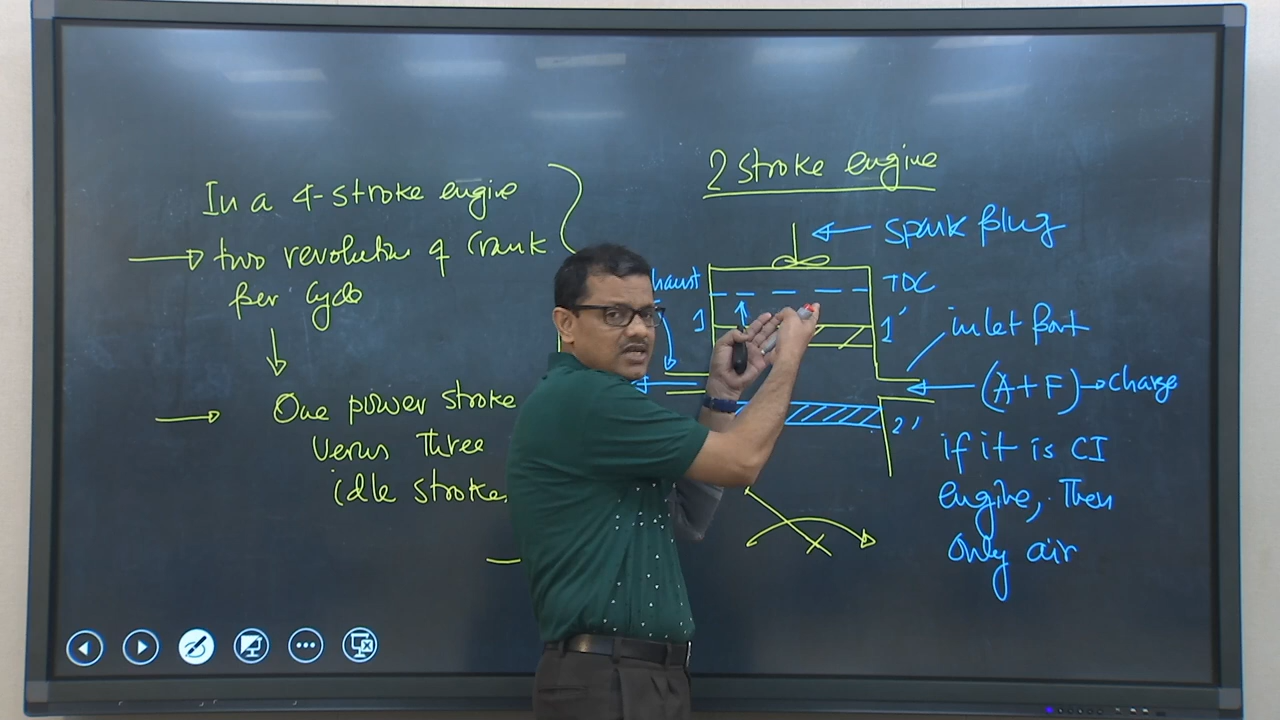 In a 4-stroke engine
two revolution of crank
per cycle
One power stroke
Versus Three
idle stroke
2 stroke engine
spark plug
haust
TDC
1
1'
inlet port
(A+F)→charge
2'
if it is CI
engine, Then
only air